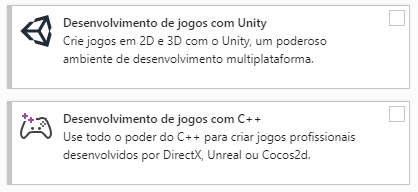 Desenvolvimento de jogos com Unity
Crie jogos em 2D e 3D com o Unity, um poderoso
ambiente de desenvolvimento multiplataforma.
Desenvolvimento de jogos com C++
Use todo o poder do C++ para criar jogos profissionais
desenvolvidos por DirectX, Unreal ou Cocos2d.